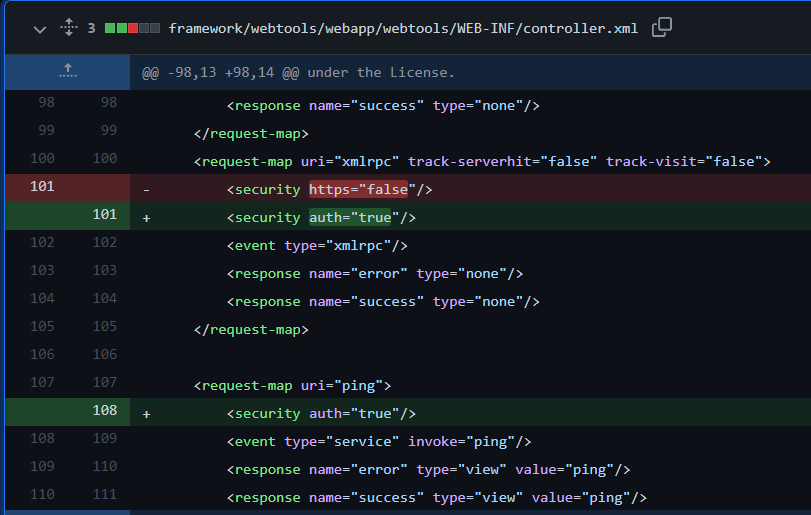 3 framework/webtools/webapp/webtools/WEB-INF/controller.xml
@@ -98,13 +98,14 @@ under the License.
98 98 <response name="success" type="none"/>
99 99 </request-map>
100 100 <request-map uri="xmlrpc" track-serverhit="false" track-visit="false">
101 - <security https="false"/>
101 + <security auth="true"/>
102 102 <event type="xmlrpc"/>
103 103 <response name="error" type="none"/>
104 104 <response name="success" type="none"/>
105 105 </request-map>
106 106
107 107 <request-map uri="ping">
108 + <security auth="true"/>
108 109 <event type="service" invoke="ping"/>
109 110 <response name="error" type="view" value="ping"/>
110 111 <response name="success" type="view" value="ping"/>